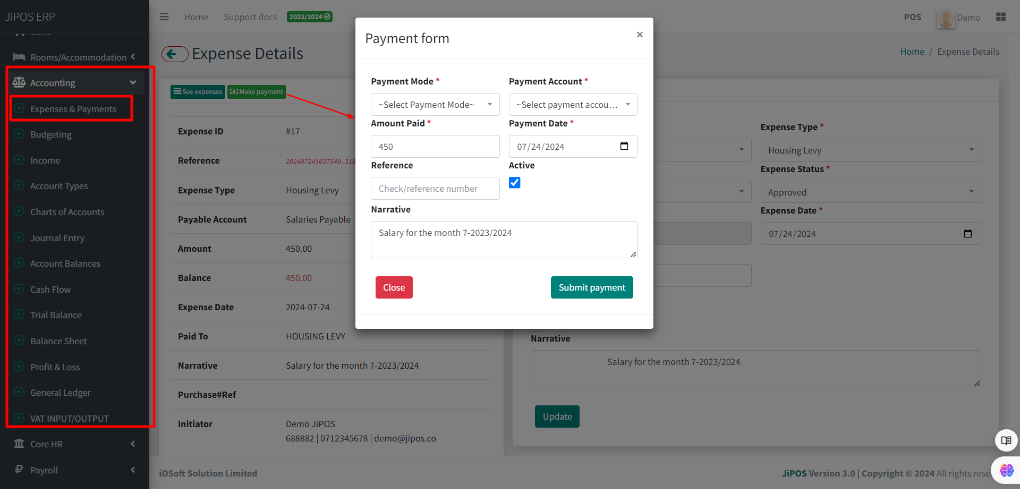 JiPOS ERP
Home
Support docs
2023/2024
POS
Demo
Rooms/Accommodation
Accounting
Expenses & Payments
Budgeting
Income
Account Types
Charts of Accounts
Journal Entry
Account Balances
Cash Flow
Trial Balance
Balance Sheet
Profit & Loss
General Ledger
VAT INPUT/OUTPUT
Core HR
Payroll
Expense Details
Home / Expense Details
See expenses
Make payment
Expense ID #17
Reference
Expense Type Housing Levy
Payable Account Salaries Payable
Amount 450.00
Balance 450.00
Expense Date 2024-07-24
Paid To HOUSING LEVY
Narrative Salary for the month 7-2023/2024
Purchase#Ref
Initiator Demo JiPOS
688882 | 0712345678 | demo@jipos.co
Payment form
×
Payment Mode * Payment Account *
~Select Payment Mode~ ~Select payment accou...
Amount Paid * Payment Date *
450 07/24/2024
Reference Active
Check/reference number
Narrative
Salary for the month 7-2023/2024
Close Submit payment
Expense Type *
Housing Levy
Expense Status *
Approved
Expense Date *
07/24/2024
Narrative
Salary for the month 7-2023/2024
Update
iOSoft Solution Limited
JiPOS Version 3.0 | Copyright © 2024 All rights